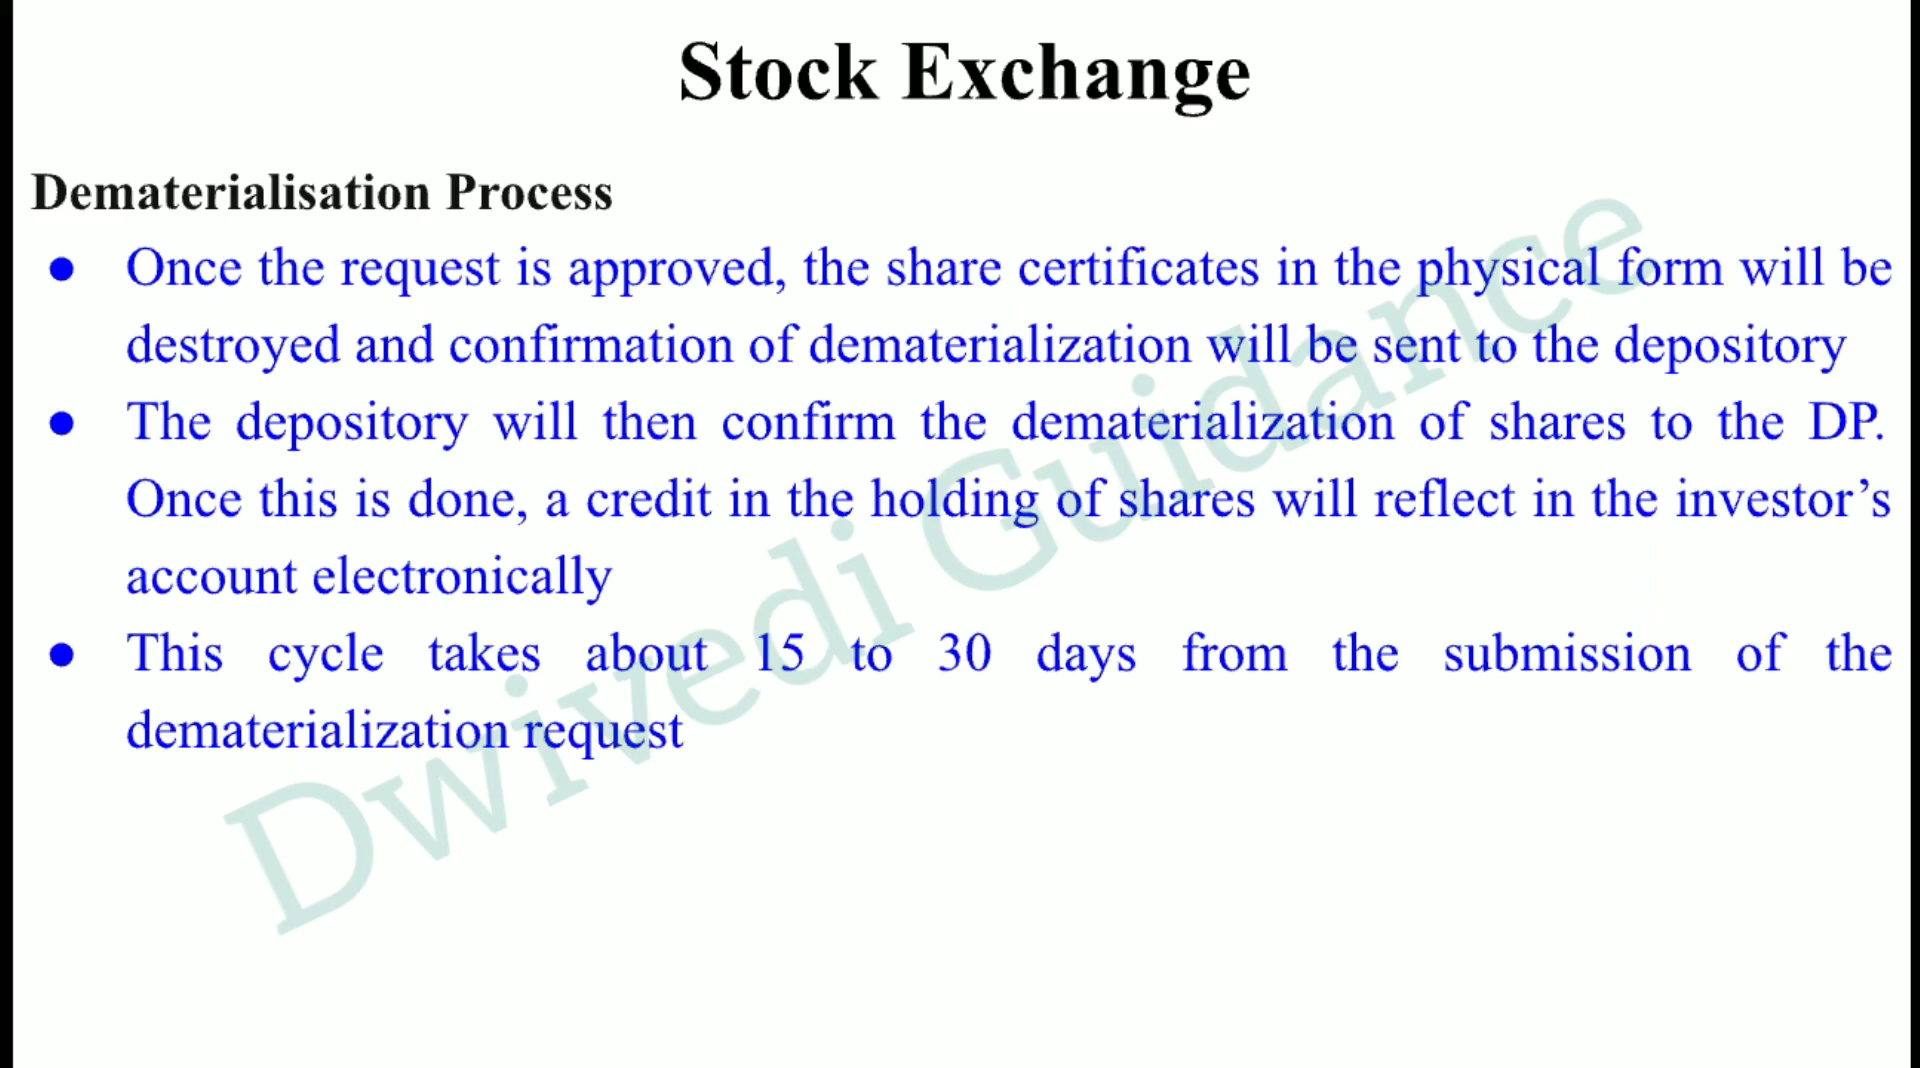 Stock Exchange
Dematerialisation Process
● Once the request is approved, the share certificates in the physical form will be
destroyed and confirmation of dematerialization will be sent to the depository
● The depository will then confirm the dematerialization of shares to the DP.
Once this is done, a credit in the holding of shares will reflect in the investor’s
account electronically
● This cycle takes about 15 to 30 days from the submission of the
dematerialization request
Dwivedi Guidance